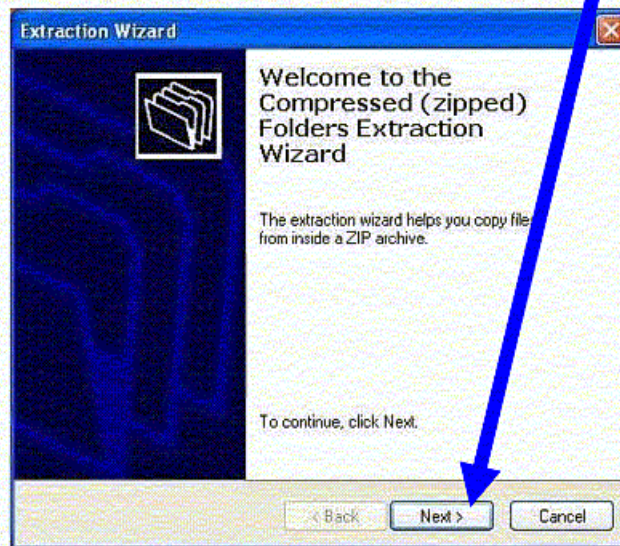 Extraction Wizard
Welcome to the
Compressed (zipped)
Folders Extraction
Wizard
The extraction wizard helps you copy file
from inside a ZIP archive.
To continue, click Next.
< Back
Next >
Cancel